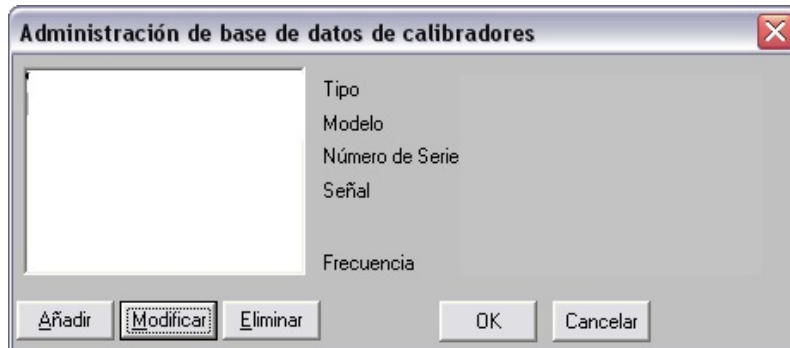 Administración de base de datos de calibradores
Tipo
Modelo
Número de Serie
Señal
Frecuencia
Añadir Modificar Eliminar OK Cancelar